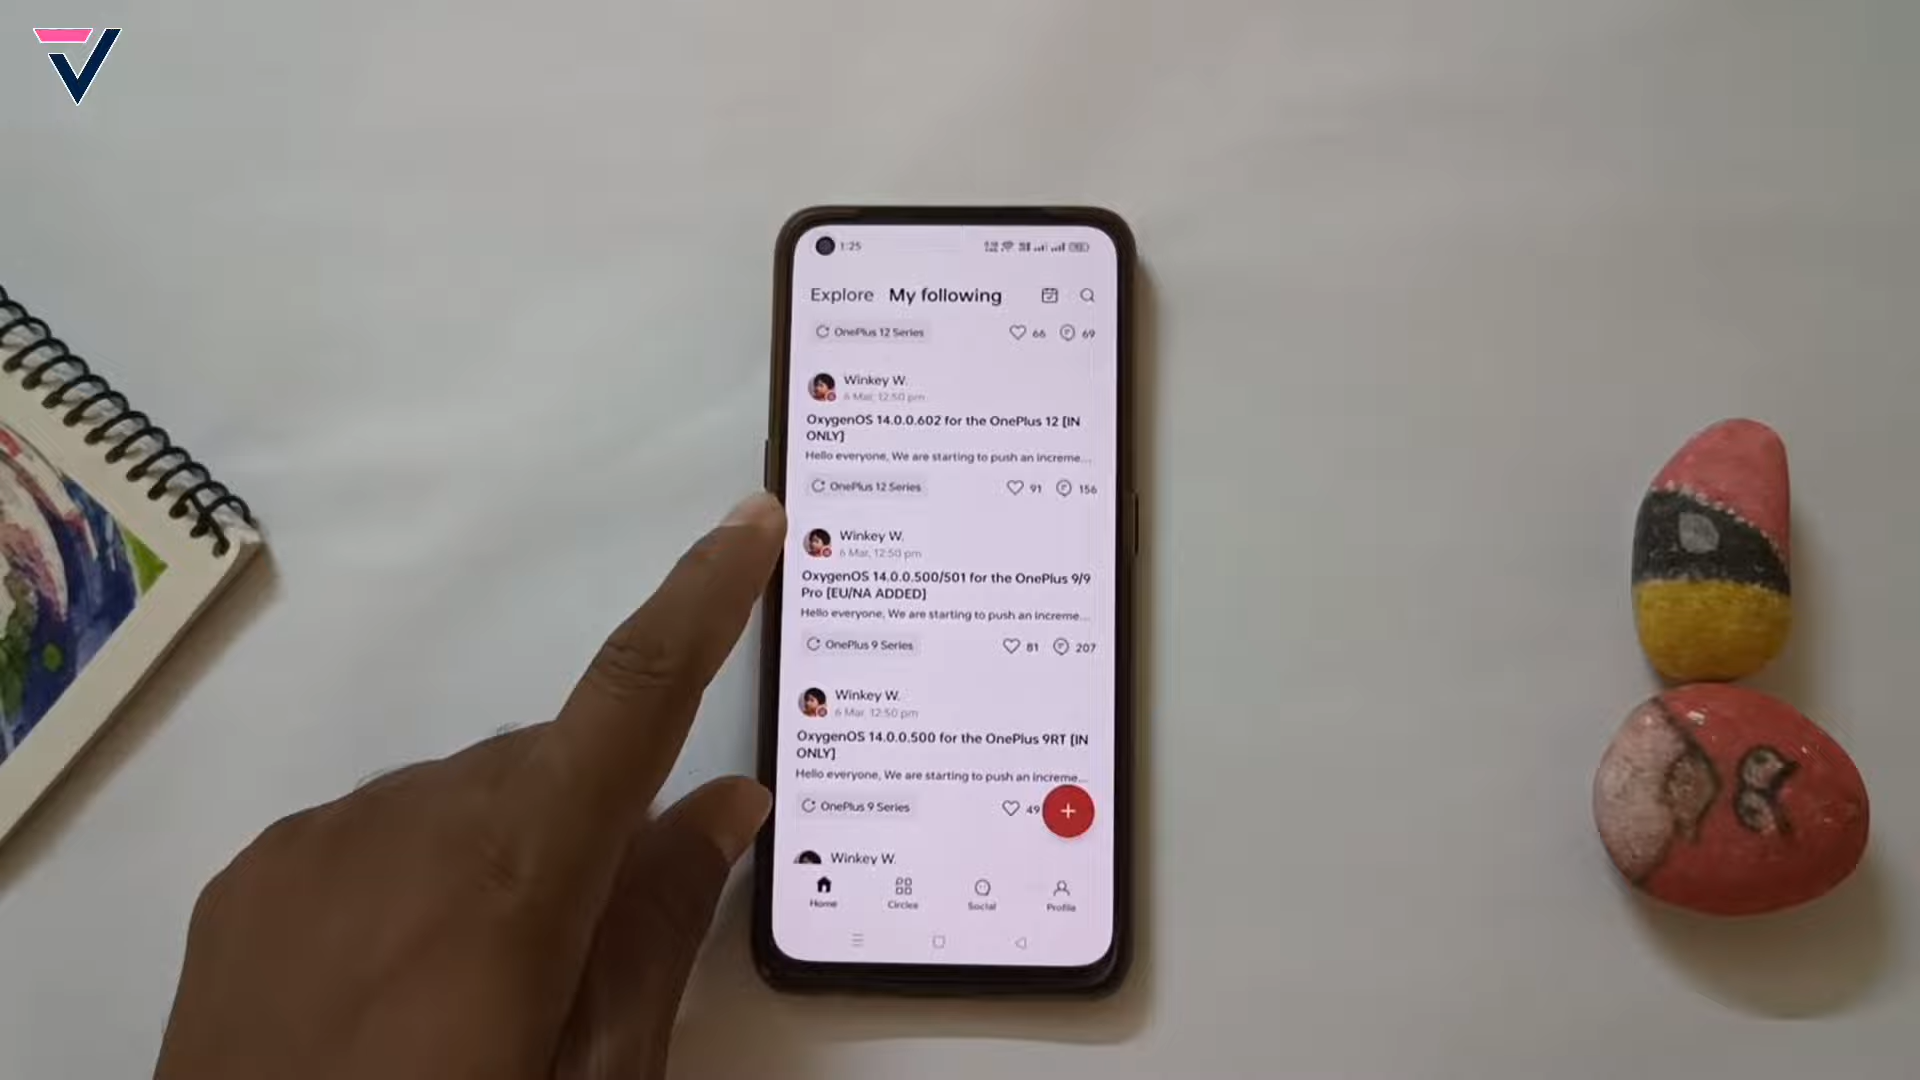 1:25
Explore My following
OnePlus 12 Series 66 69
Winkey W.
6 Mar, 12:50 pm
OxygenOS 14.0.0.602 for the OnePlus 12 [IN
ONLY]
Hello everyone, We are starting to push an increme...
OnePlus 12 Series 91 156
Winkey W.
6 Mar, 12:50 pm
OxygenOS 14.0.0.500/501 for the OnePlus 9/9
Pro [EU/NA ADDED]
Hello everyone, We are starting to push an increme...
OnePlus 9 Series 81 207
Winkey W.
6 Mar, 12:50 pm
OxygenOS 14.0.0.500 for the OnePlus 9RT [IN
ONLY]
Hello everyone, We are starting to push an increme...
OnePlus 9 Series 49
Winkey W.
Home Circles Social Profile